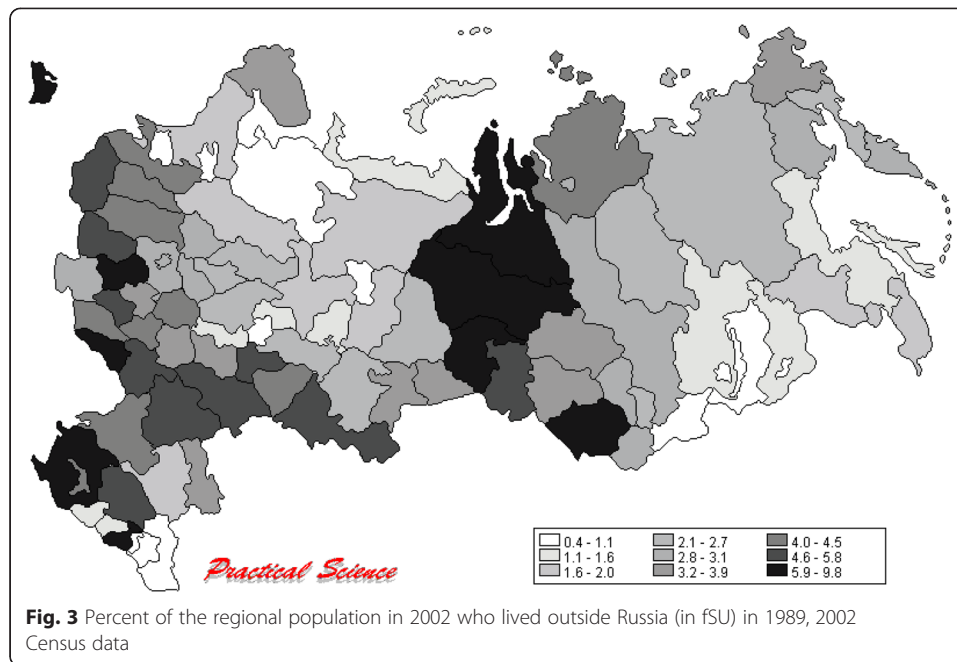 0.4 - 1.1
1.1 - 1.6
1.6 - 2.0
2.1 - 2.7
2.8 - 3.1
3.2 - 3.9
4.0 - 4.5
4.6 - 5.8
5.9 - 9.8
Practical Science
Fig. 3 Percent of the regional population in 2002 who lived outside Russia (in fSU) in 1989, 2002
Census data